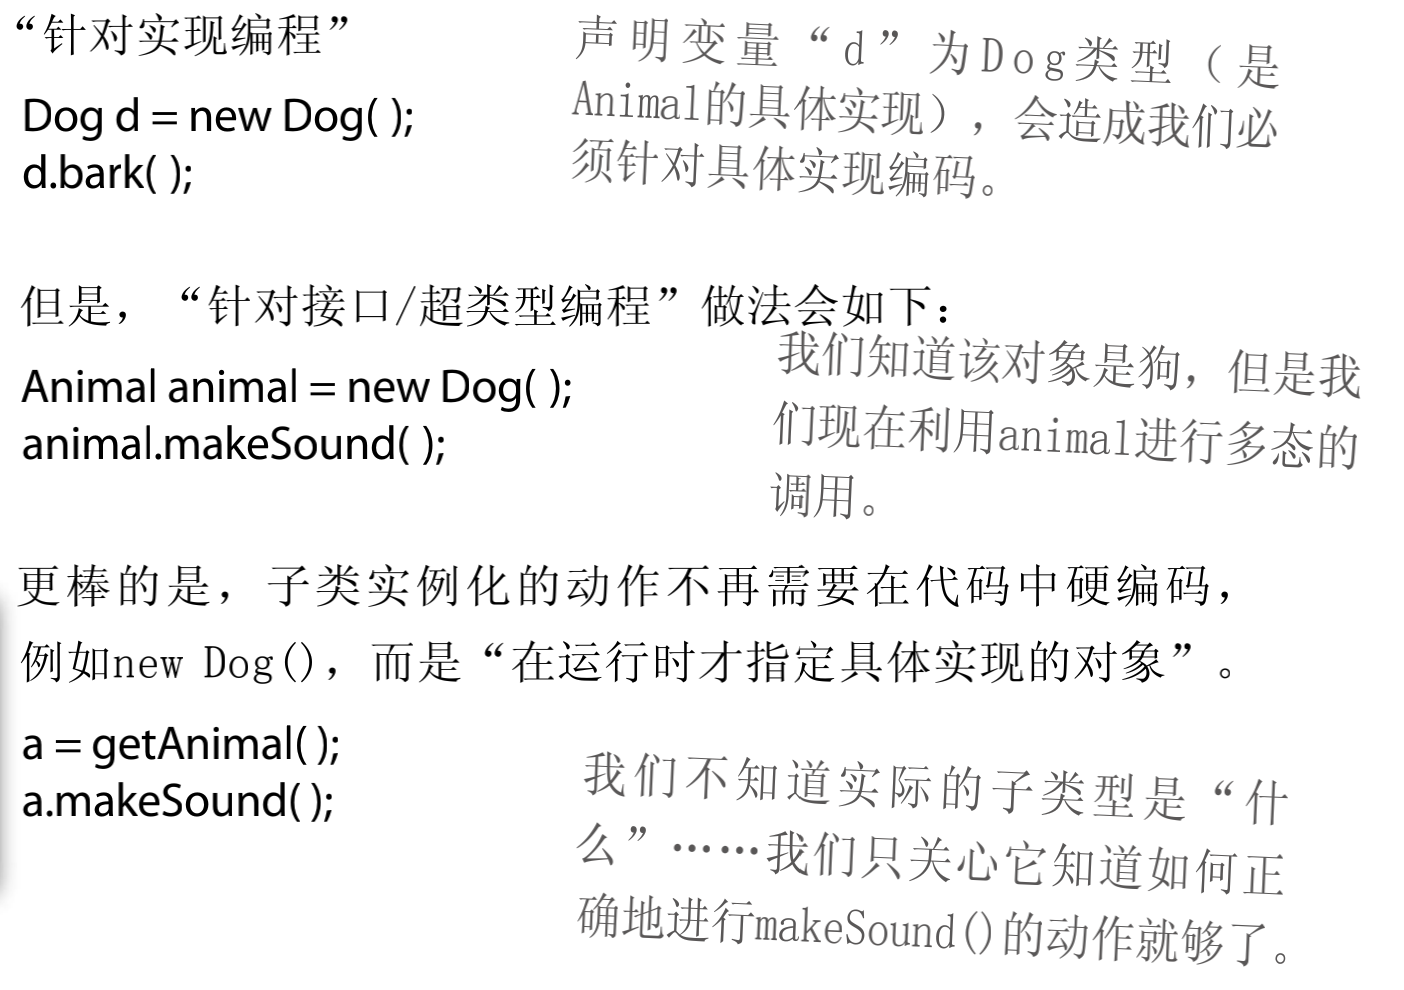 “针对实现编程”
Dog d = new Dog( );
d.bark( );
声明变量“d”为Dog类型（是
Animal的具体实现），会造成我们必
须针对具体实现编码。
但是，“针对接口/超类型编程”做法会如下：
Animal animal = new Dog( );
animal.makeSound( );
我们知道该对象是狗，但是我
们现在利用animal进行多态的
调用。
更棒的是，子类实例化的动作不再需要在代码中硬编码，
例如new Dog()，而是“在运行时才指定具体实现的对象”。
a = getAnimal( );
a.makeSound( );
我们不知道实际的子类型是“什
么”……我们只关心它知道如何正
确地进行makeSound()的动作就够了。